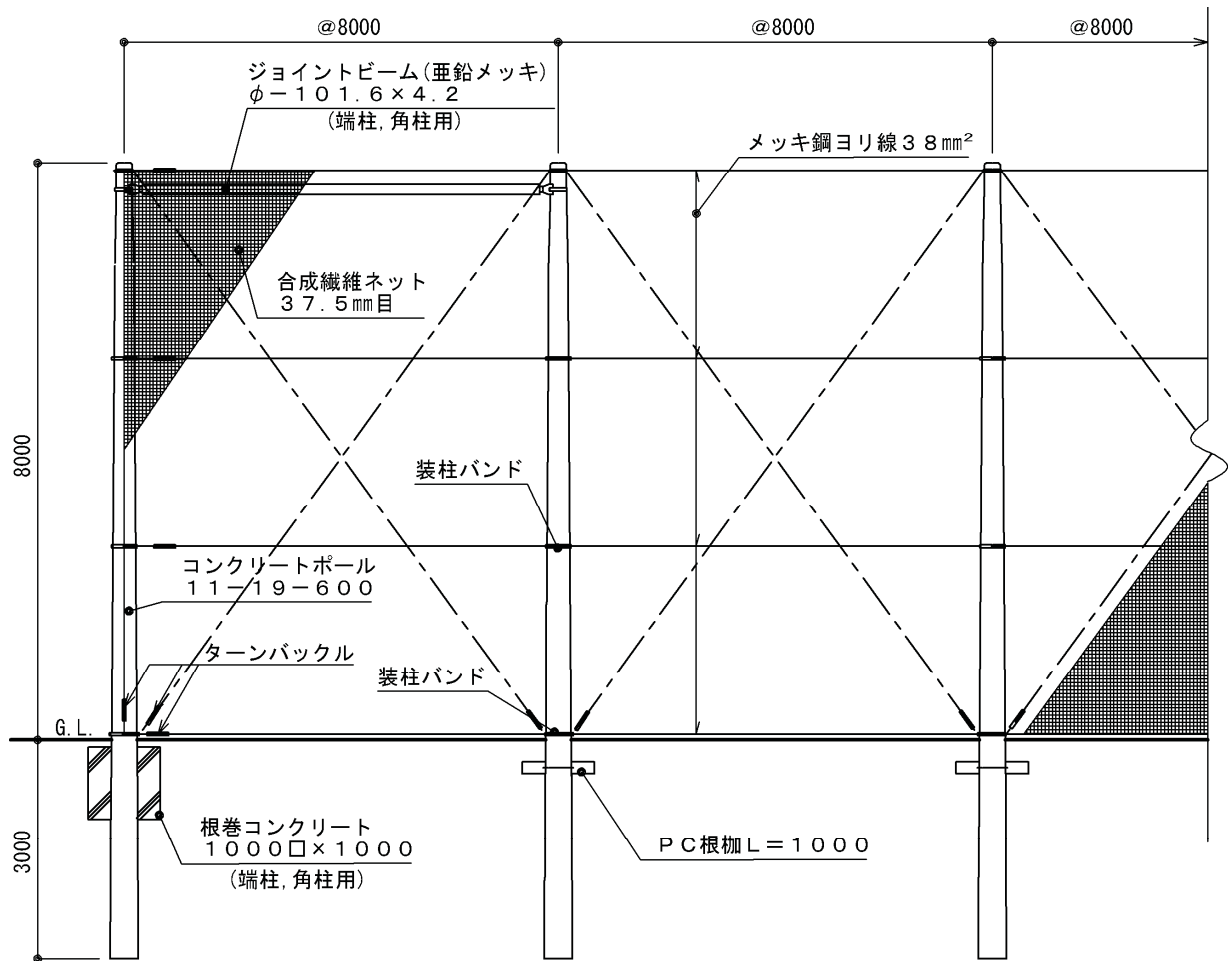 @8000
@8000
@8000
ジョイントビーム(亜鉛メッキ)
φ－１０１.６×４.２
(端柱,角柱用)
メッキ鋼ヨリ線３８mm²
合成繊維ネット
３７.５mm目
8000
装柱バンド
コンクリートポール
１１－１９－６００
ターンバックル
装柱バンド
G.L.
3000
根巻コンクリート
１０００□×１０００
(端柱,角柱用)
ＰＣ根枷Ｌ＝１０００